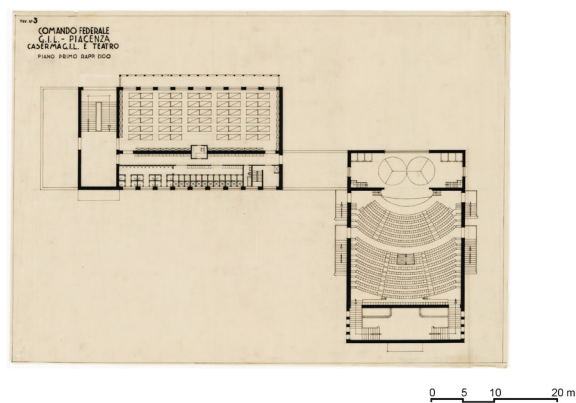 TAV. N 3
COMANDO FEDERALE
G.I.L. - PIACENZA
CASERMA G.I.L. E TEATRO
PIANO PRIMO RAPP. 1:200
0 5 10 20 m